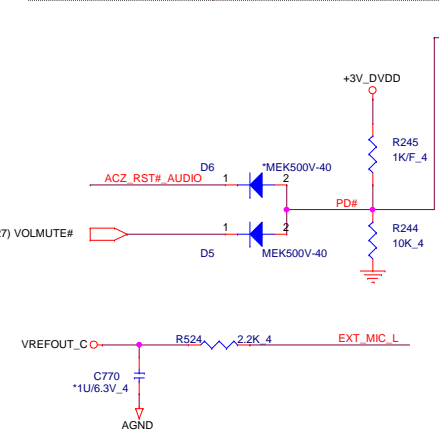 +3V_DVDD
R245
1K/F_4
D6
*MEK500V-40
ACZ_RST#_AUDIO
1
2
PD#
7) VOLMUTE#
1
2
R244
10K_4
D5
MEK500V-40
VREFOUT_C
R524
2.2K_4
EXT_MIC_L
C770
*1U/6.3V_4
AGND